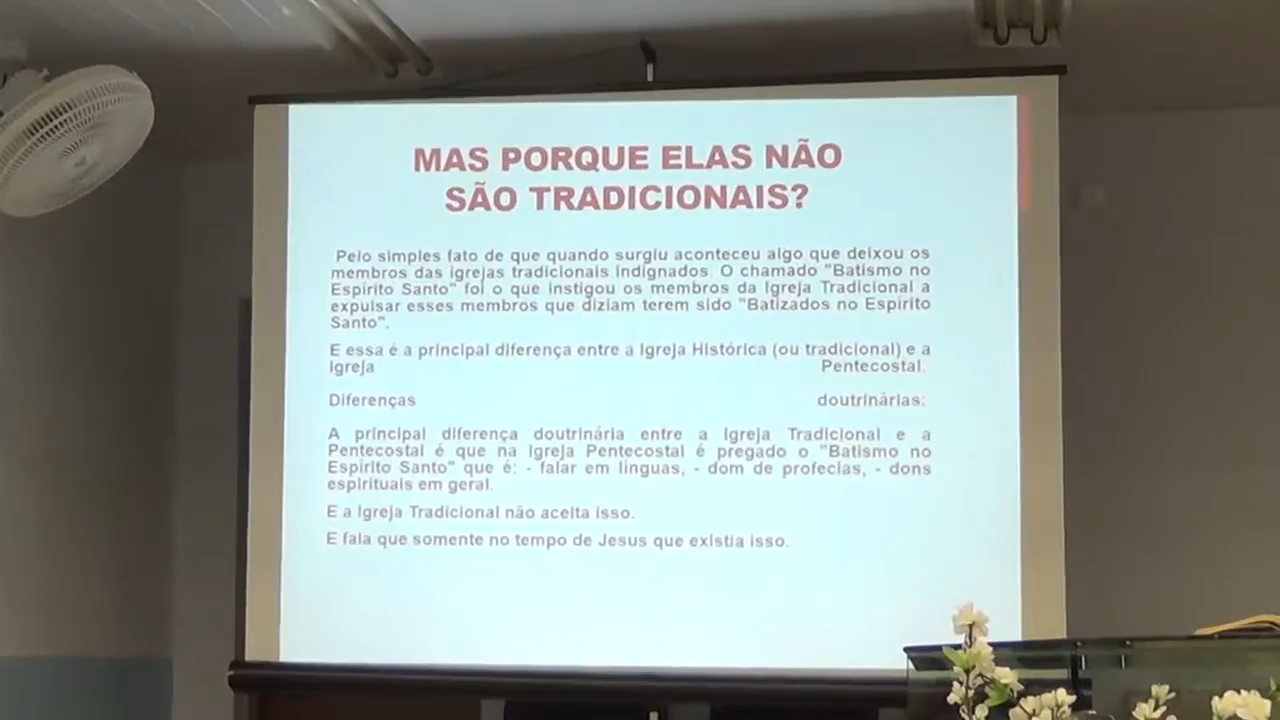 MAS PORQUE ELAS NÃO
SÃO TRADICIONAIS?
Pelo simples fato de que quando surgiu aconteceu algo que deixou os
membros das igrejas tradicionais indignados. O chamado "Batismo no
Espírito Santo" foi o que instigou os membros da Igreja Tradicional a
expulsar esses membros que diziam terem sido "Batizados no Espírito
Santo".
E essa é a principal diferença entre a Igreja Histórica (ou tradicional) e a
Igreja Pentecostal.
Diferenças doutrinárias:
A principal diferença doutrinária entre a Igreja Tradicional e a
Pentecostal é que na Igreja Pentecostal é pregado o "Batismo no
Espírito Santo" que é: - falar em línguas, - dom de profecias, - dons
espirituais em geral.
E a Igreja Tradicional não aceita isso.
E fala que somente no tempo de Jesus que existia isso.